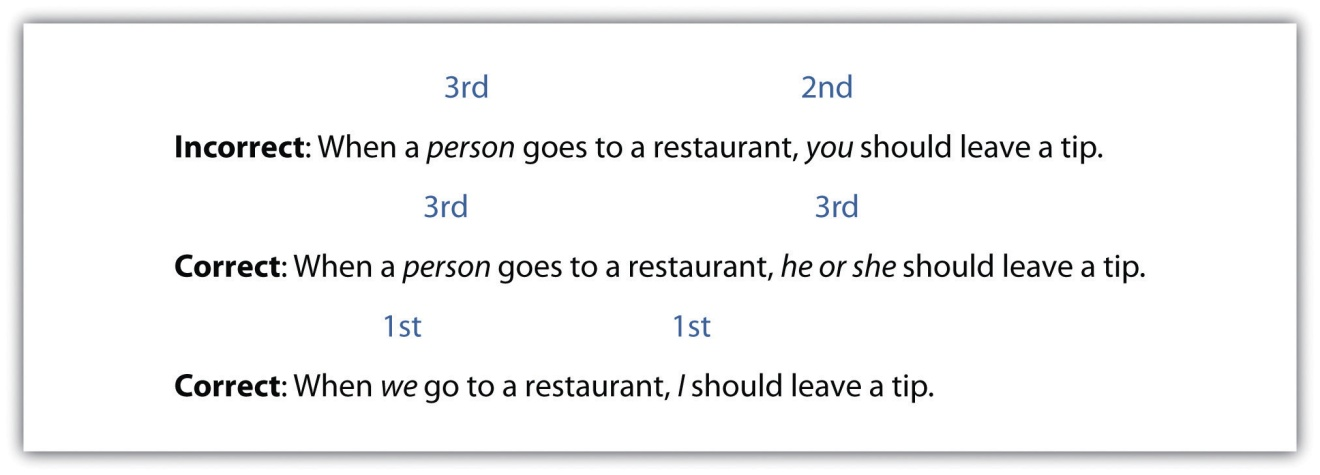 3rd 2nd
Incorrect: When a person goes to a restaurant, you should leave a tip.
3rd 3rd
Correct: When a person goes to a restaurant, he or she should leave a tip.
1st 1st
Correct: When we go to a restaurant, I should leave a tip.